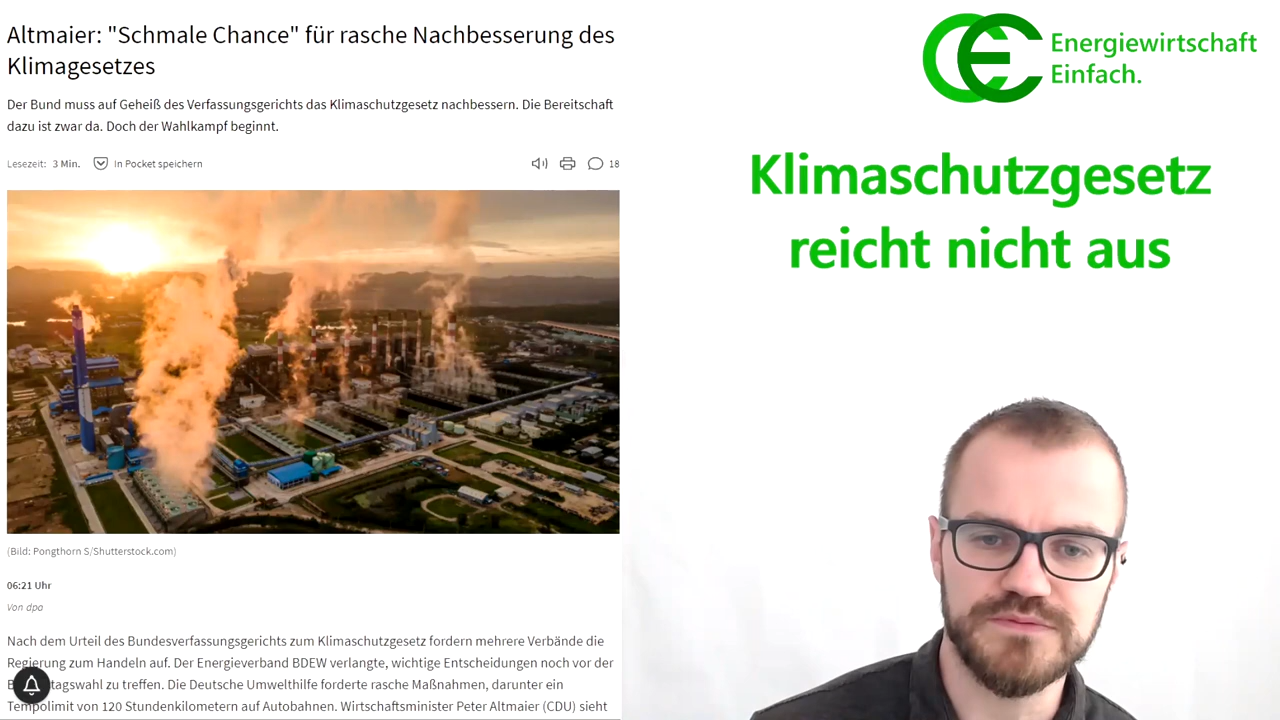 Altmaier: "Schmale Chance" für rasche Nachbesserung des
Klimagesetzes
Der Bund muss auf Geheiß des Verfassungsgerichts das Klimaschutzgesetz nachbessern. Die Bereitschaft
dazu ist zwar da. Doch der Wahlkampf beginnt.
Lesezeit: 3 Min. In Pocket speichern 18
(Bild: Pongthorn S/Shutterstock.com)
06:21 Uhr
Von dpa
Nach dem Urteil des Bundesverfassungsgerichts zum Klimaschutzgesetz fordern mehrere Verbände die
Regierung zum Handeln auf. Der Energieverband BDEW verlangte, wichtige Entscheidungen noch vor der
B tagswahl zu treffen. Die Deutsche Umwelthilfe forderte rasche Maßnahmen, darunter ein
Tempolimit von 120 Stundenkilometern auf Autobahnen. Wirtschaftsminister Peter Altmaier (CDU) sieht
Energiewirtschaft
Einfach.
Klimaschutzgesetz
reicht nicht aus